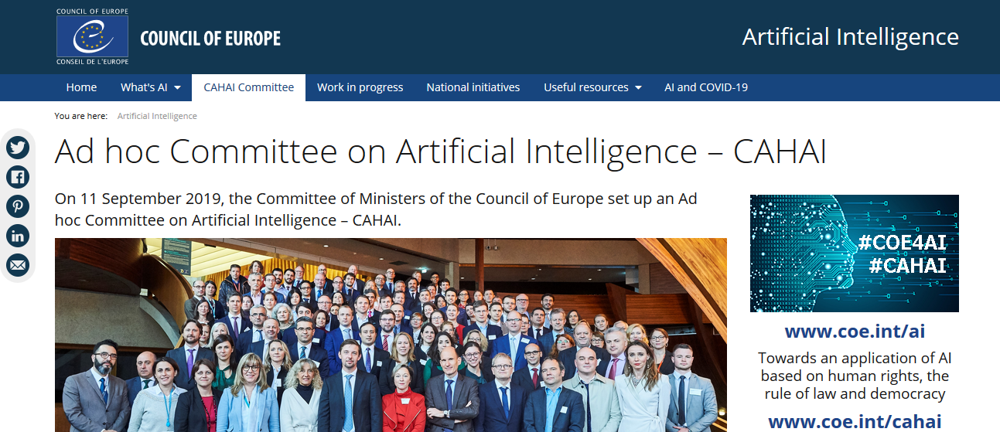 COUNCIL OF EUROPE
CONSEIL DE L'EUROPE
COUNCIL OF EUROPE
Artificial Intelligence
Home What's AI CAHAI Committee Work in progress National initiatives Useful resources AI and COVID-19
You are here: Artificial Intelligence
Ad hoc Committee on Artificial Intelligence – CAHAI
On 11 September 2019, the Committee of Ministers of the Council of Europe set up an Ad
hoc Committee on Artificial Intelligence – CAHAI.
#COE4AI
#CAHAI
www.coe.int/ai
Towards an application of AI
based on human rights, the
rule of law and democracy
www.coe.int/cahai